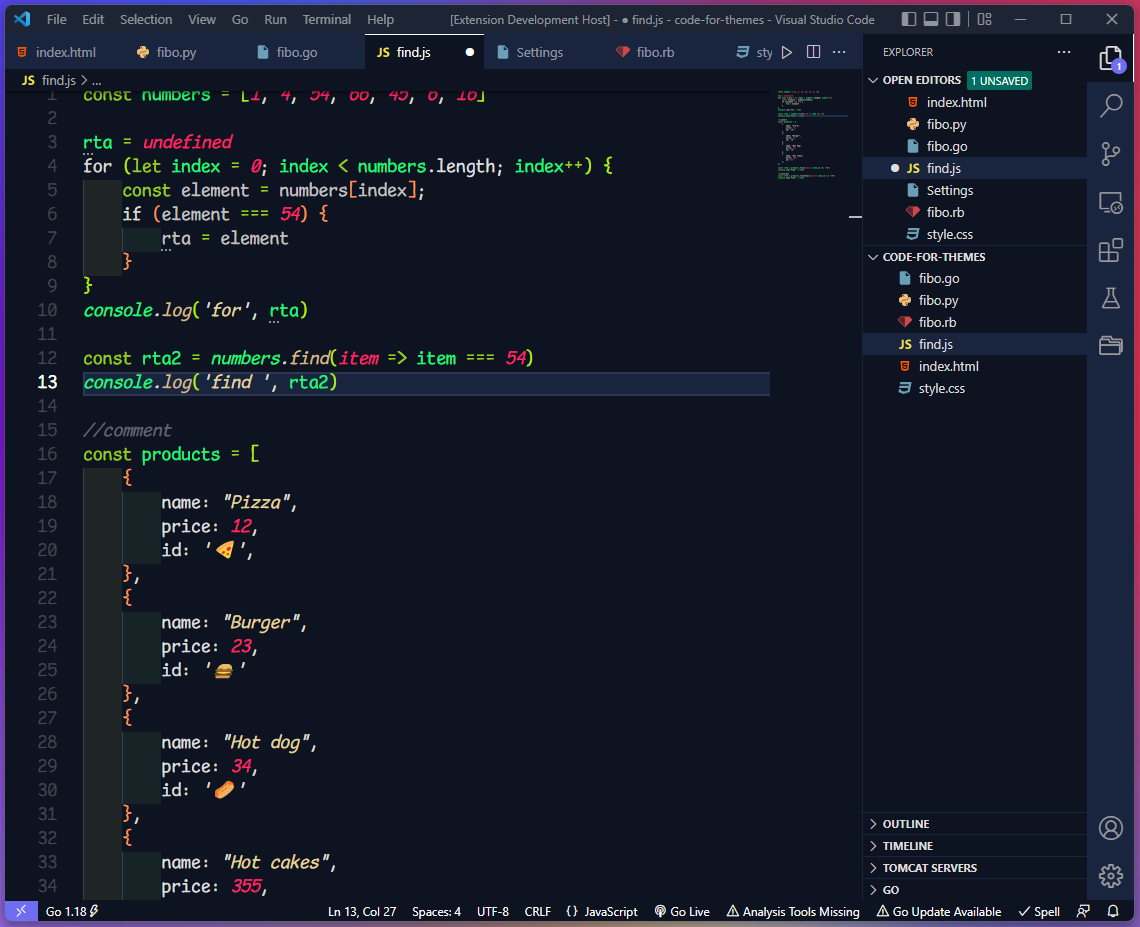 File Edit Selection View Go Run Terminal Help [Extension Development Host] - ● find.js - code-for-themes - Visual Studio Code
index.html fibo.py fibo.go JS find.js ● Settings fibo.rb sty ···
JS find.js > ...
1 const numbers = [1, 4, 54, 66, 45, 6, 16]
2
3 rta = undefined
4 for (let index = 0; index < numbers.length; index++) {
5 const element = numbers[index];
6 if (element === 54) {
7 rta = element
8 }
9 }
10 console.log('for', rta)
11
12 const rta2 = numbers.find(item => item === 54)
13 console.log('find ', rta2)
14
15 //comment
16 const products = [
17 {
18 name: "Pizza",
19 price: 12,
20 id: '🍕',
21 },
22 {
23 name: "Burger",
24 price: 23,
25 id: '🍔'
26 },
27 {
28 name: "Hot dog",
29 price: 34,
30 id: '🌭'
31 },
32 {
33 name: "Hot cakes",
34 price: 355,
EXPLORER ···
OPEN EDITORS 1 UNSAVED
index.html
fibo.py
fibo.go
● JS find.js
Settings
fibo.rb
style.css
CODE-FOR-THEMES
fibo.go
fibo.py
fibo.rb
JS find.js
index.html
style.css
OUTLINE
TIMELINE
TOMCAT SERVERS
GO
1
Go 1.18 Ln 13, Col 27 Spaces: 4 UTF-8 CRLF {} JavaScript Go Live Analysis Tools Missing Go Update Available Spell